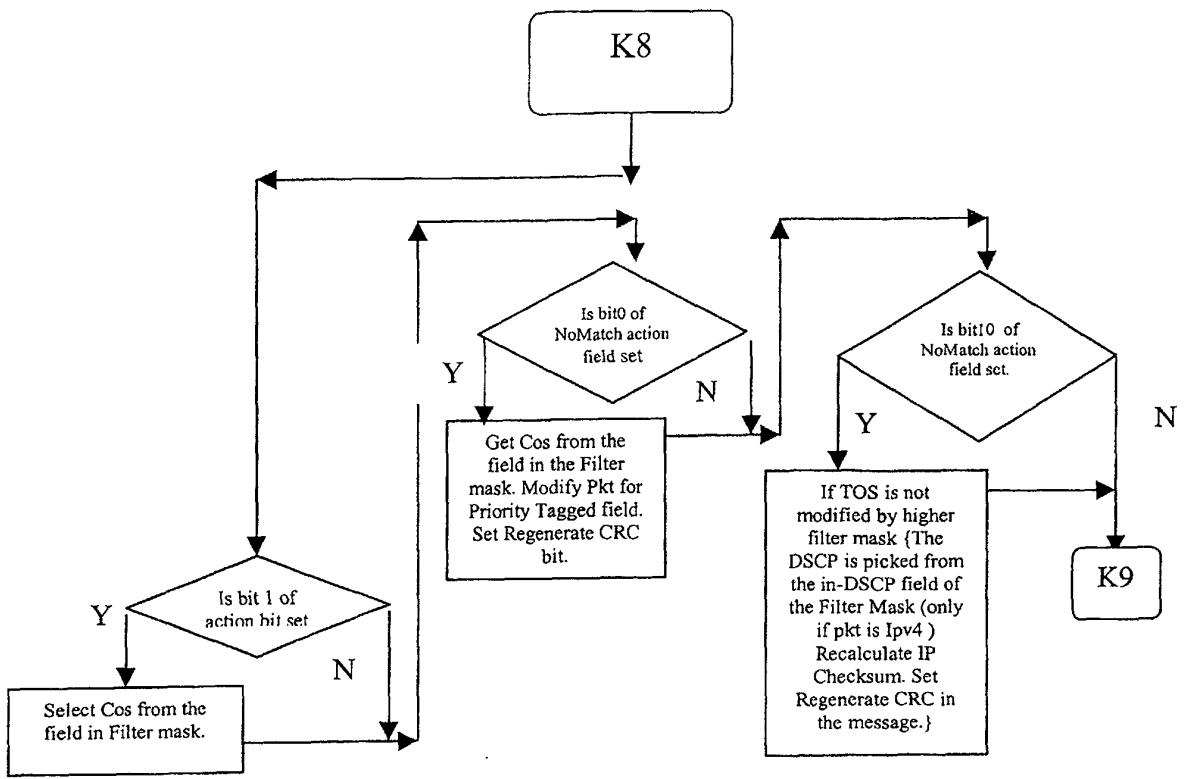 K8
Is bit0 of
NoMatch action
field set
Y
N
Get Cos from the
field in the Filter
mask. Modify Pkt for
Priority Tagged field.
Set Regenerate CRC
bit.
Is bit10 of
NoMatch action
field set.
Y
N
If TOS is not
modified by higher
filter mask {The
DSCP is picked from
the in-DSCP field of
the Filter Mask (only
if pkt is Ipv4 )
Recalculate IP
Checksum. Set
Regenerate CRC in
the message.}
K9
Is bit 1 of
action bit set
Y
N
Select Cos from the
field in Filter mask.